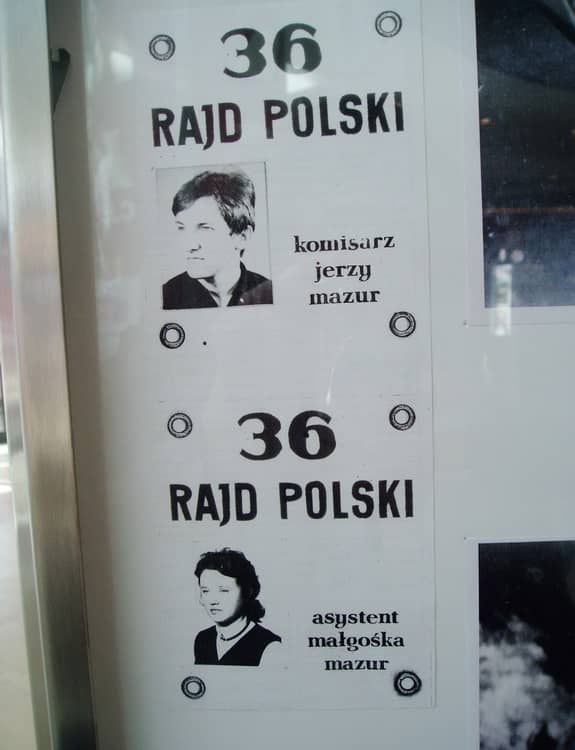 36
RAJD POLSKI
komisarz
jerzy
mazur
36
RAJD POLSKI
asystent
małgośka
mazur